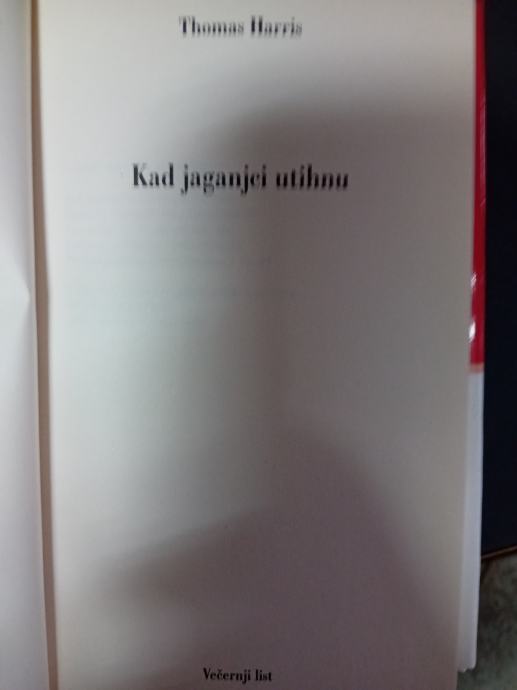 Thomas Harris
Kad jaganjci utihnu
Večernji list